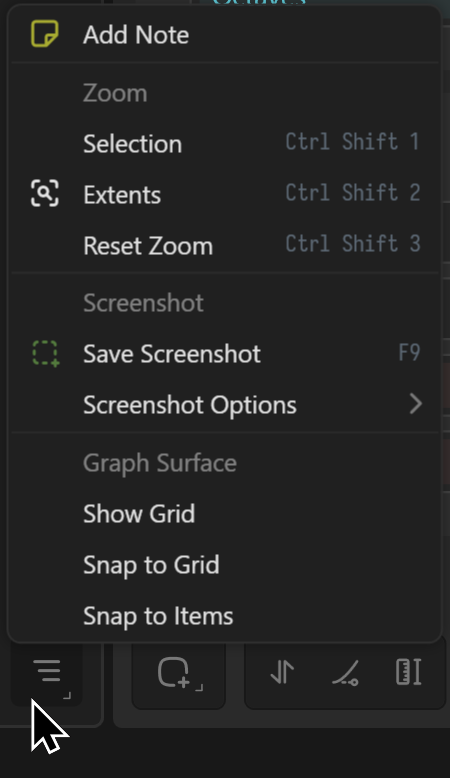 Add Note
Zoom
Selection Ctrl Shift 1
Extents Ctrl Shift 2
Reset Zoom Ctrl Shift 3
Screenshot
Save Screenshot F9
Screenshot Options
Graph Surface
Show Grid
Snap to Grid
Snap to Items